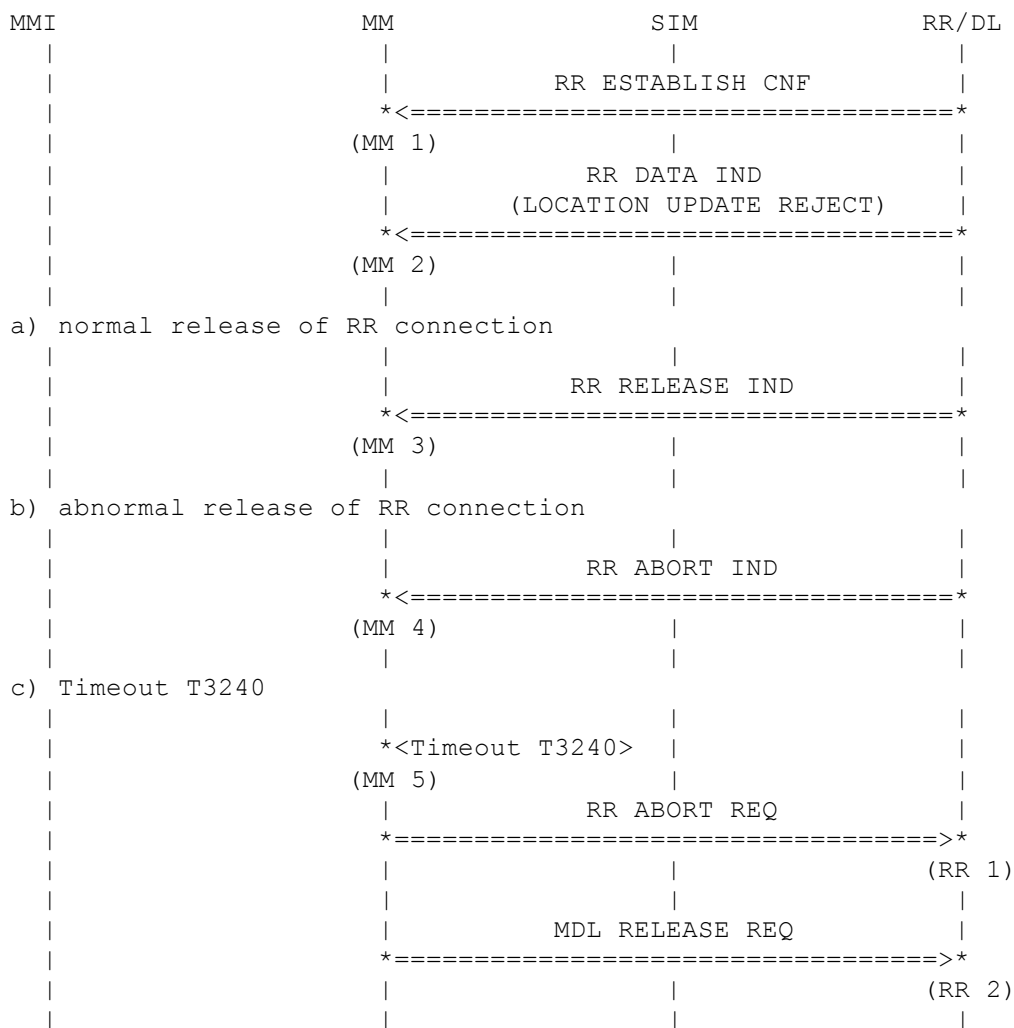 MMI                    MM                SIM               RR/DL
  |                    |                 |                 |
  |                    |          RR ESTABLISH CNF         |
  |                    *<==================================*
  |                  (MM 1)              |                 |
  |                    |            RR DATA IND            |
  |                    |       (LOCATION UPDATE REJECT)    |
  |                    *<==================================*
  |                  (MM 2)              |                 |
  |                    |                 |                 |
a) normal release of RR connection
  |                    |                 |                 |
  |                    |           RR RELEASE IND          |
  |                    *<==================================*
  |                  (MM 3)              |                 |
  |                    |                 |                 |
b) abnormal release of RR connection
  |                    |                 |                 |
  |                    |            RR ABORT IND           |
  |                    *<==================================*
  |                  (MM 4)              |                 |
  |                    |                 |                 |
c) Timeout T3240
  |                    |                 |                 |
  |                    *<Timeout T3240>  |                 |
  |                  (MM 5)              |                 |
  |                    |            RR ABORT REQ           |
  |                    *==================================>*
  |                    |                 |               (RR 1)
  |                    |                 |                 |
  |                    |          MDL RELEASE REQ          |
  |                    *==================================>*
  |                    |                 |               (RR 2)
  |                    |                 |                 |